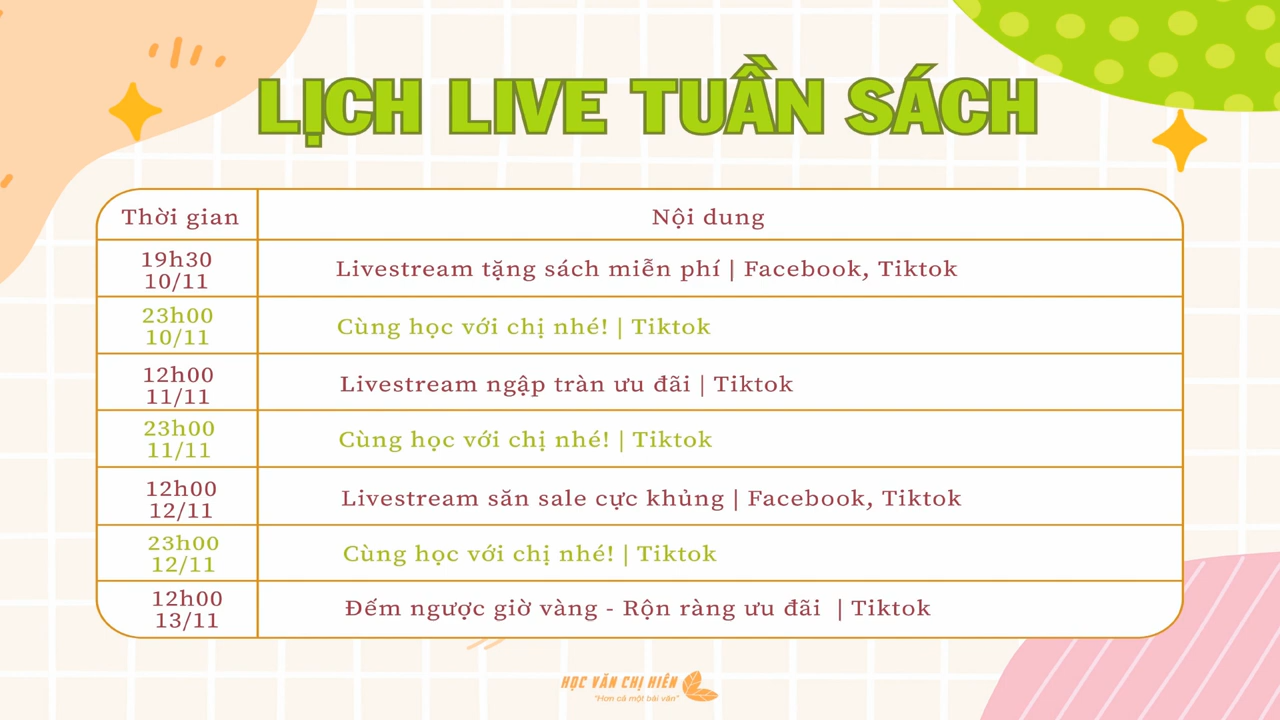 LỊCH LIVE TUẦN SÁCH
Thời gian
Nội dung
19h30
10/11
Livestream tặng sách miễn phí | Facebook, Tiktok
23h00
10/11
Cùng học với chị nhé! | Tiktok
12h00
11/11
Livestream ngập tràn ưu đãi | Tiktok
23h00
11/11
Cùng học với chị nhé! | Tiktok
12h00
12/11
Livestream săn sale cực khủng | Facebook, Tiktok
23h00
12/11
Cùng học với chị nhé! | Tiktok
12h00
13/11
Đếm ngược giờ vàng - Rộn ràng ưu đãi | Tiktok
HỌC VĂN CHỊ HIÊN
"Hơn cả một bài văn"